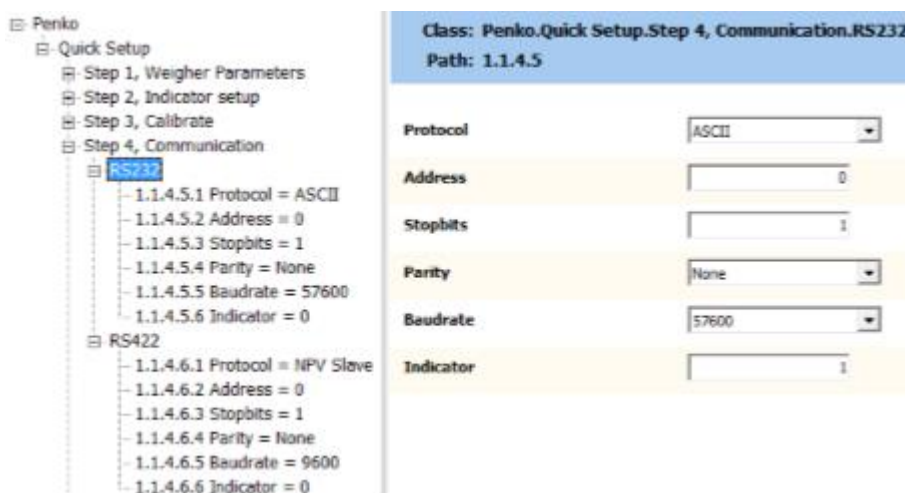 Penko
Quick Setup
Step 1, Weigher Parameters
Step 2, Indicator setup
Step 3, Calibrate
Step 4, Communication
RS232
1.1.4.5.1 Protocol = ASCII
1.1.4.5.2 Address = 0
1.1.4.5.3 Stopbits = 1
1.1.4.5.4 Parity = None
1.1.4.5.5 Baudrate = 57600
1.1.4.5.6 Indicator = 0
RS422
1.1.4.6.1 Protocol = NPV Slave
1.1.4.6.2 Address = 0
1.1.4.6.3 Stopbits = 1
1.1.4.6.4 Parity = None
1.1.4.6.5 Baudrate = 9600
1.1.4.6.6 Indicator = 0
Class: Penko.Quick Setup.Step 4, Communication.RS232
Path: 1.1.4.5
Protocol ASCII
Address 0
Stopbits 1
Parity None
Baudrate 57600
Indicator 1